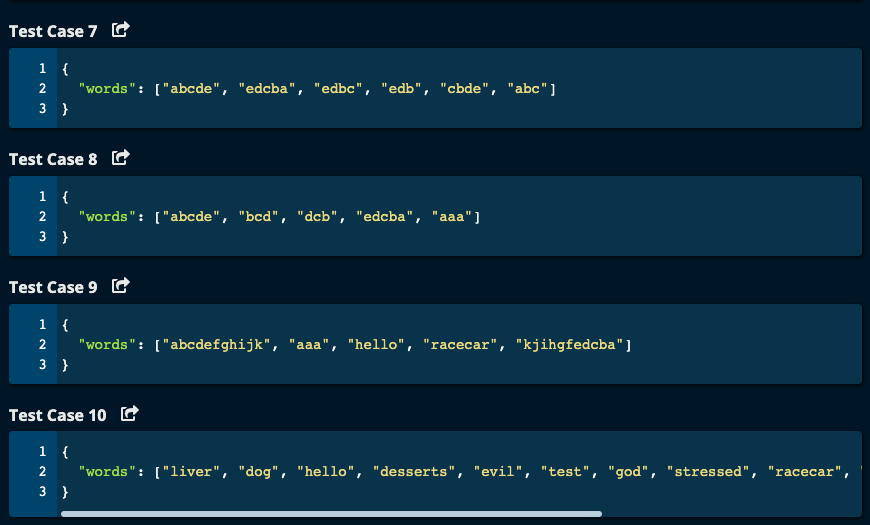 Test Case 7
1 {
2 "words": ["abcde", "edcba", "edbc", "edb", "cbde", "abc"]
3 }
Test Case 8
1 {
2 "words": ["abcde", "bcd", "dcb", "edcba", "aaa"]
3 }
Test Case 9
1 {
2 "words": ["abcdefghijk", "aaa", "hello", "racecar", "kjihgfedcba"]
3 }
Test Case 10
1 {
2 "words": ["liver", "dog", "hello", "desserts", "evil", "test", "god", "stressed", "racecar",
3 }